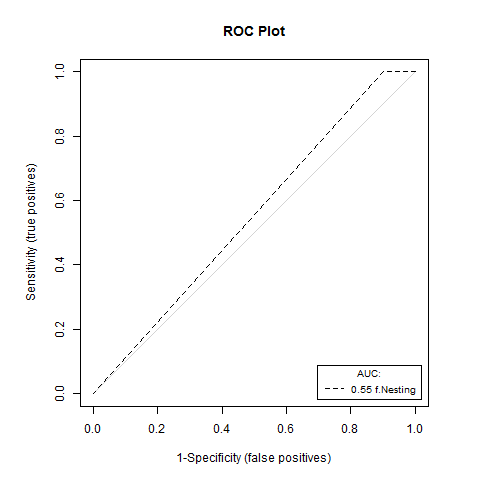 ROC Plot
Sensitivity (true positives)
1.0
0.8
0.6
0.4
0.2
0.0
AUC:
0.55 f.Nesting
0.0 0.2 0.4 0.6 0.8 1.0
1-Specificity (false positives)